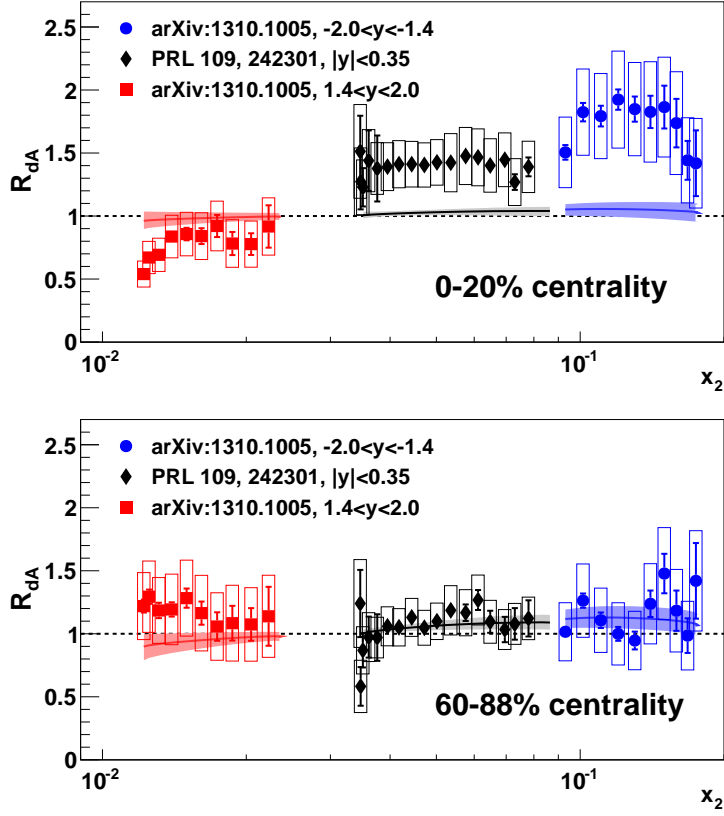 2.5
2
1.5
1
0.5
0
R_dA
arXiv:1310.1005, -2.0<y<-1.4
PRL 109, 242301, |y|<0.35
arXiv:1310.1005, 1.4<y<2.0
0-20% centrality
10^-2
10^-1
x_2
2.5
2
1.5
1
0.5
0
R_dA
arXiv:1310.1005, -2.0<y<-1.4
PRL 109, 242301, |y|<0.35
arXiv:1310.1005, 1.4<y<2.0
60-88% centrality
10^-2
10^-1
x_2